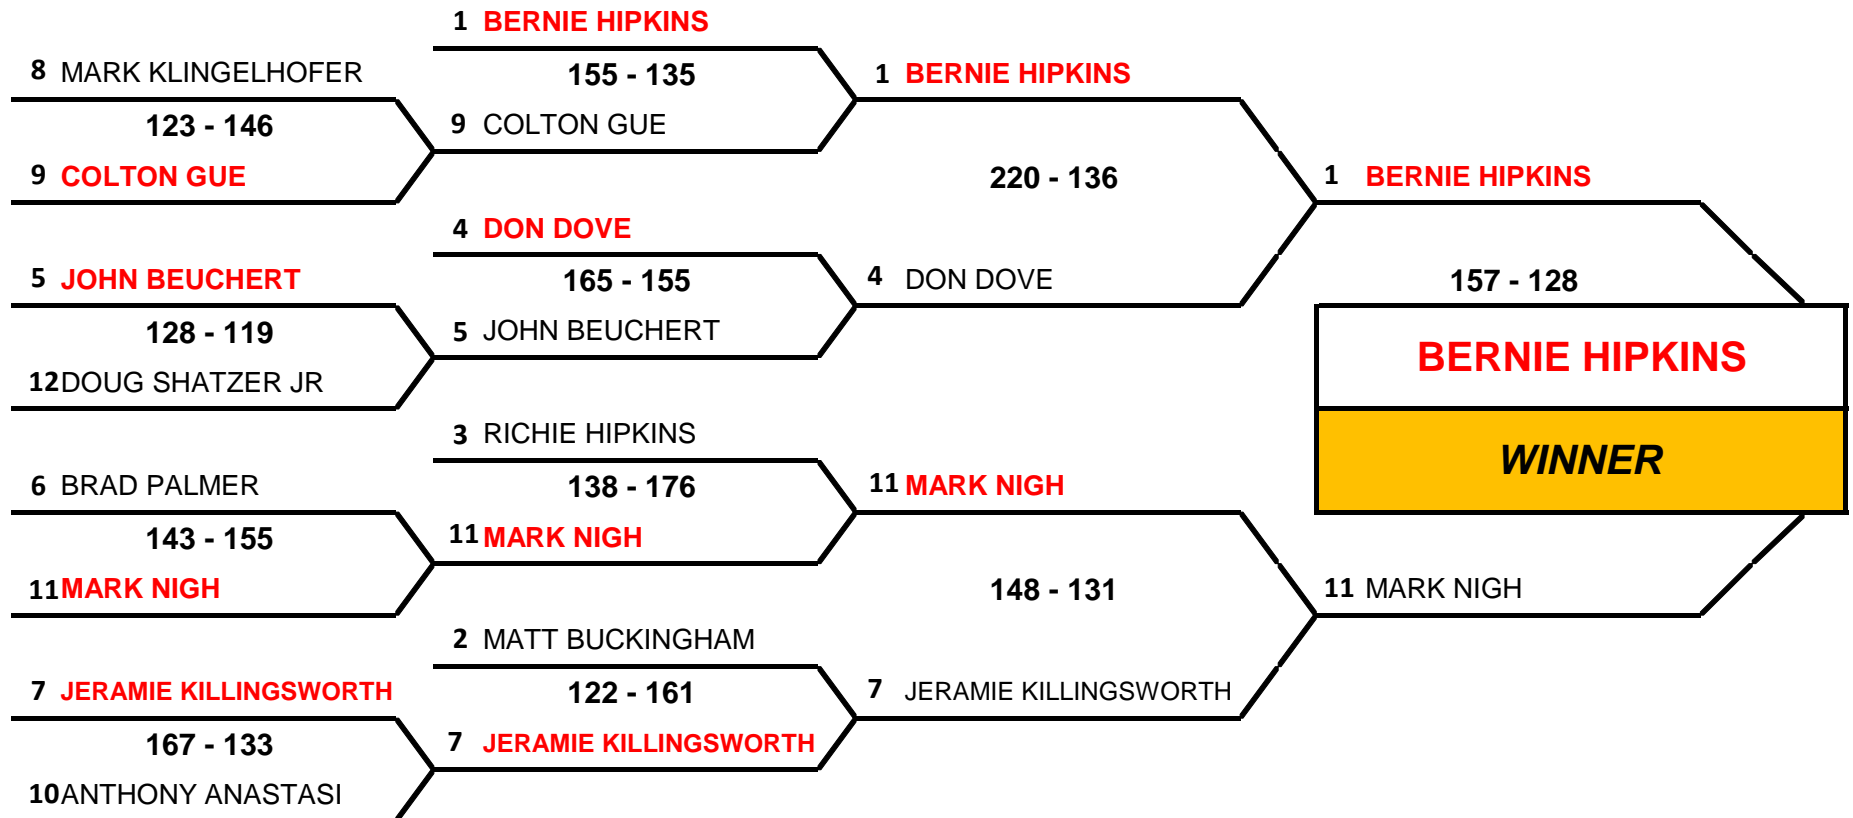 1 BERNIE HIPKINS
8 MARK KLINGELHOFER
155 - 135
1 BERNIE HIPKINS
123 - 146
9 COLTON GUE
9 COLTON GUE
220 - 136
1 BERNIE HIPKINS
4 DON DOVE
5 JOHN BEUCHERT
165 - 155
4 DON DOVE
157 - 128
128 - 119
5 JOHN BEUCHERT
BERNIE HIPKINS
12 DOUG SHATZER JR
3 RICHIE HIPKINS
WINNER
6 BRAD PALMER
138 - 176
11 MARK NIGH
143 - 155
11 MARK NIGH
11 MARK NIGH
148 - 131
11 MARK NIGH
2 MATT BUCKINGHAM
7 JERAMIE KILLINGSWORTH
122 - 161
7 JERAMIE KILLINGSWORTH
167 - 133
7 JERAMIE KILLINGSWORTH
10 ANTHONY ANASTASI